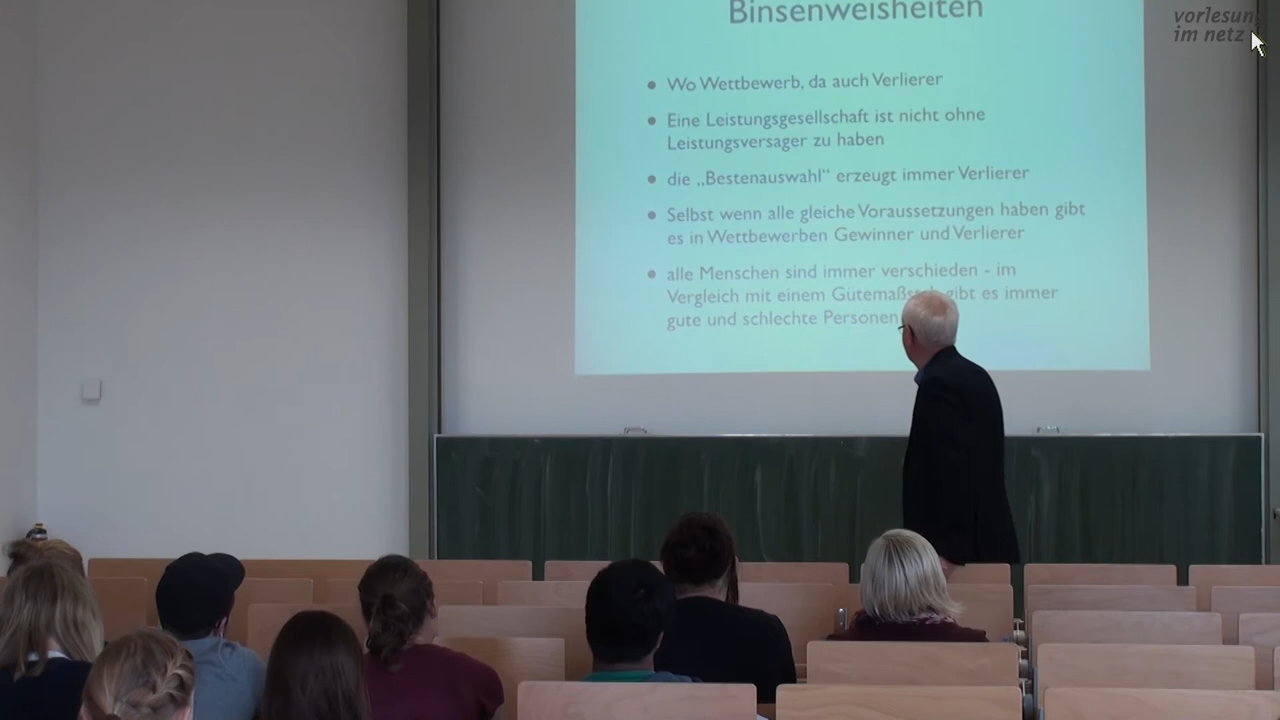 vorlesun
im netz
Binsenweisheiten
• Wo Wettbewerb, da auch Verlierer
• Eine Leistungsgesellschaft ist nicht ohne
Leistungsversager zu haben
• die „Bestenauswahl“ erzeugt immer Verlierer
• Selbst wenn alle gleiche Voraussetzungen haben gibt
es in Wettbewerben Gewinner und Verlierer
• alle Menschen sind immer verschieden - im
Vergleich mit einem Gütemaßstab gibt es immer
gute und schlechte Personen